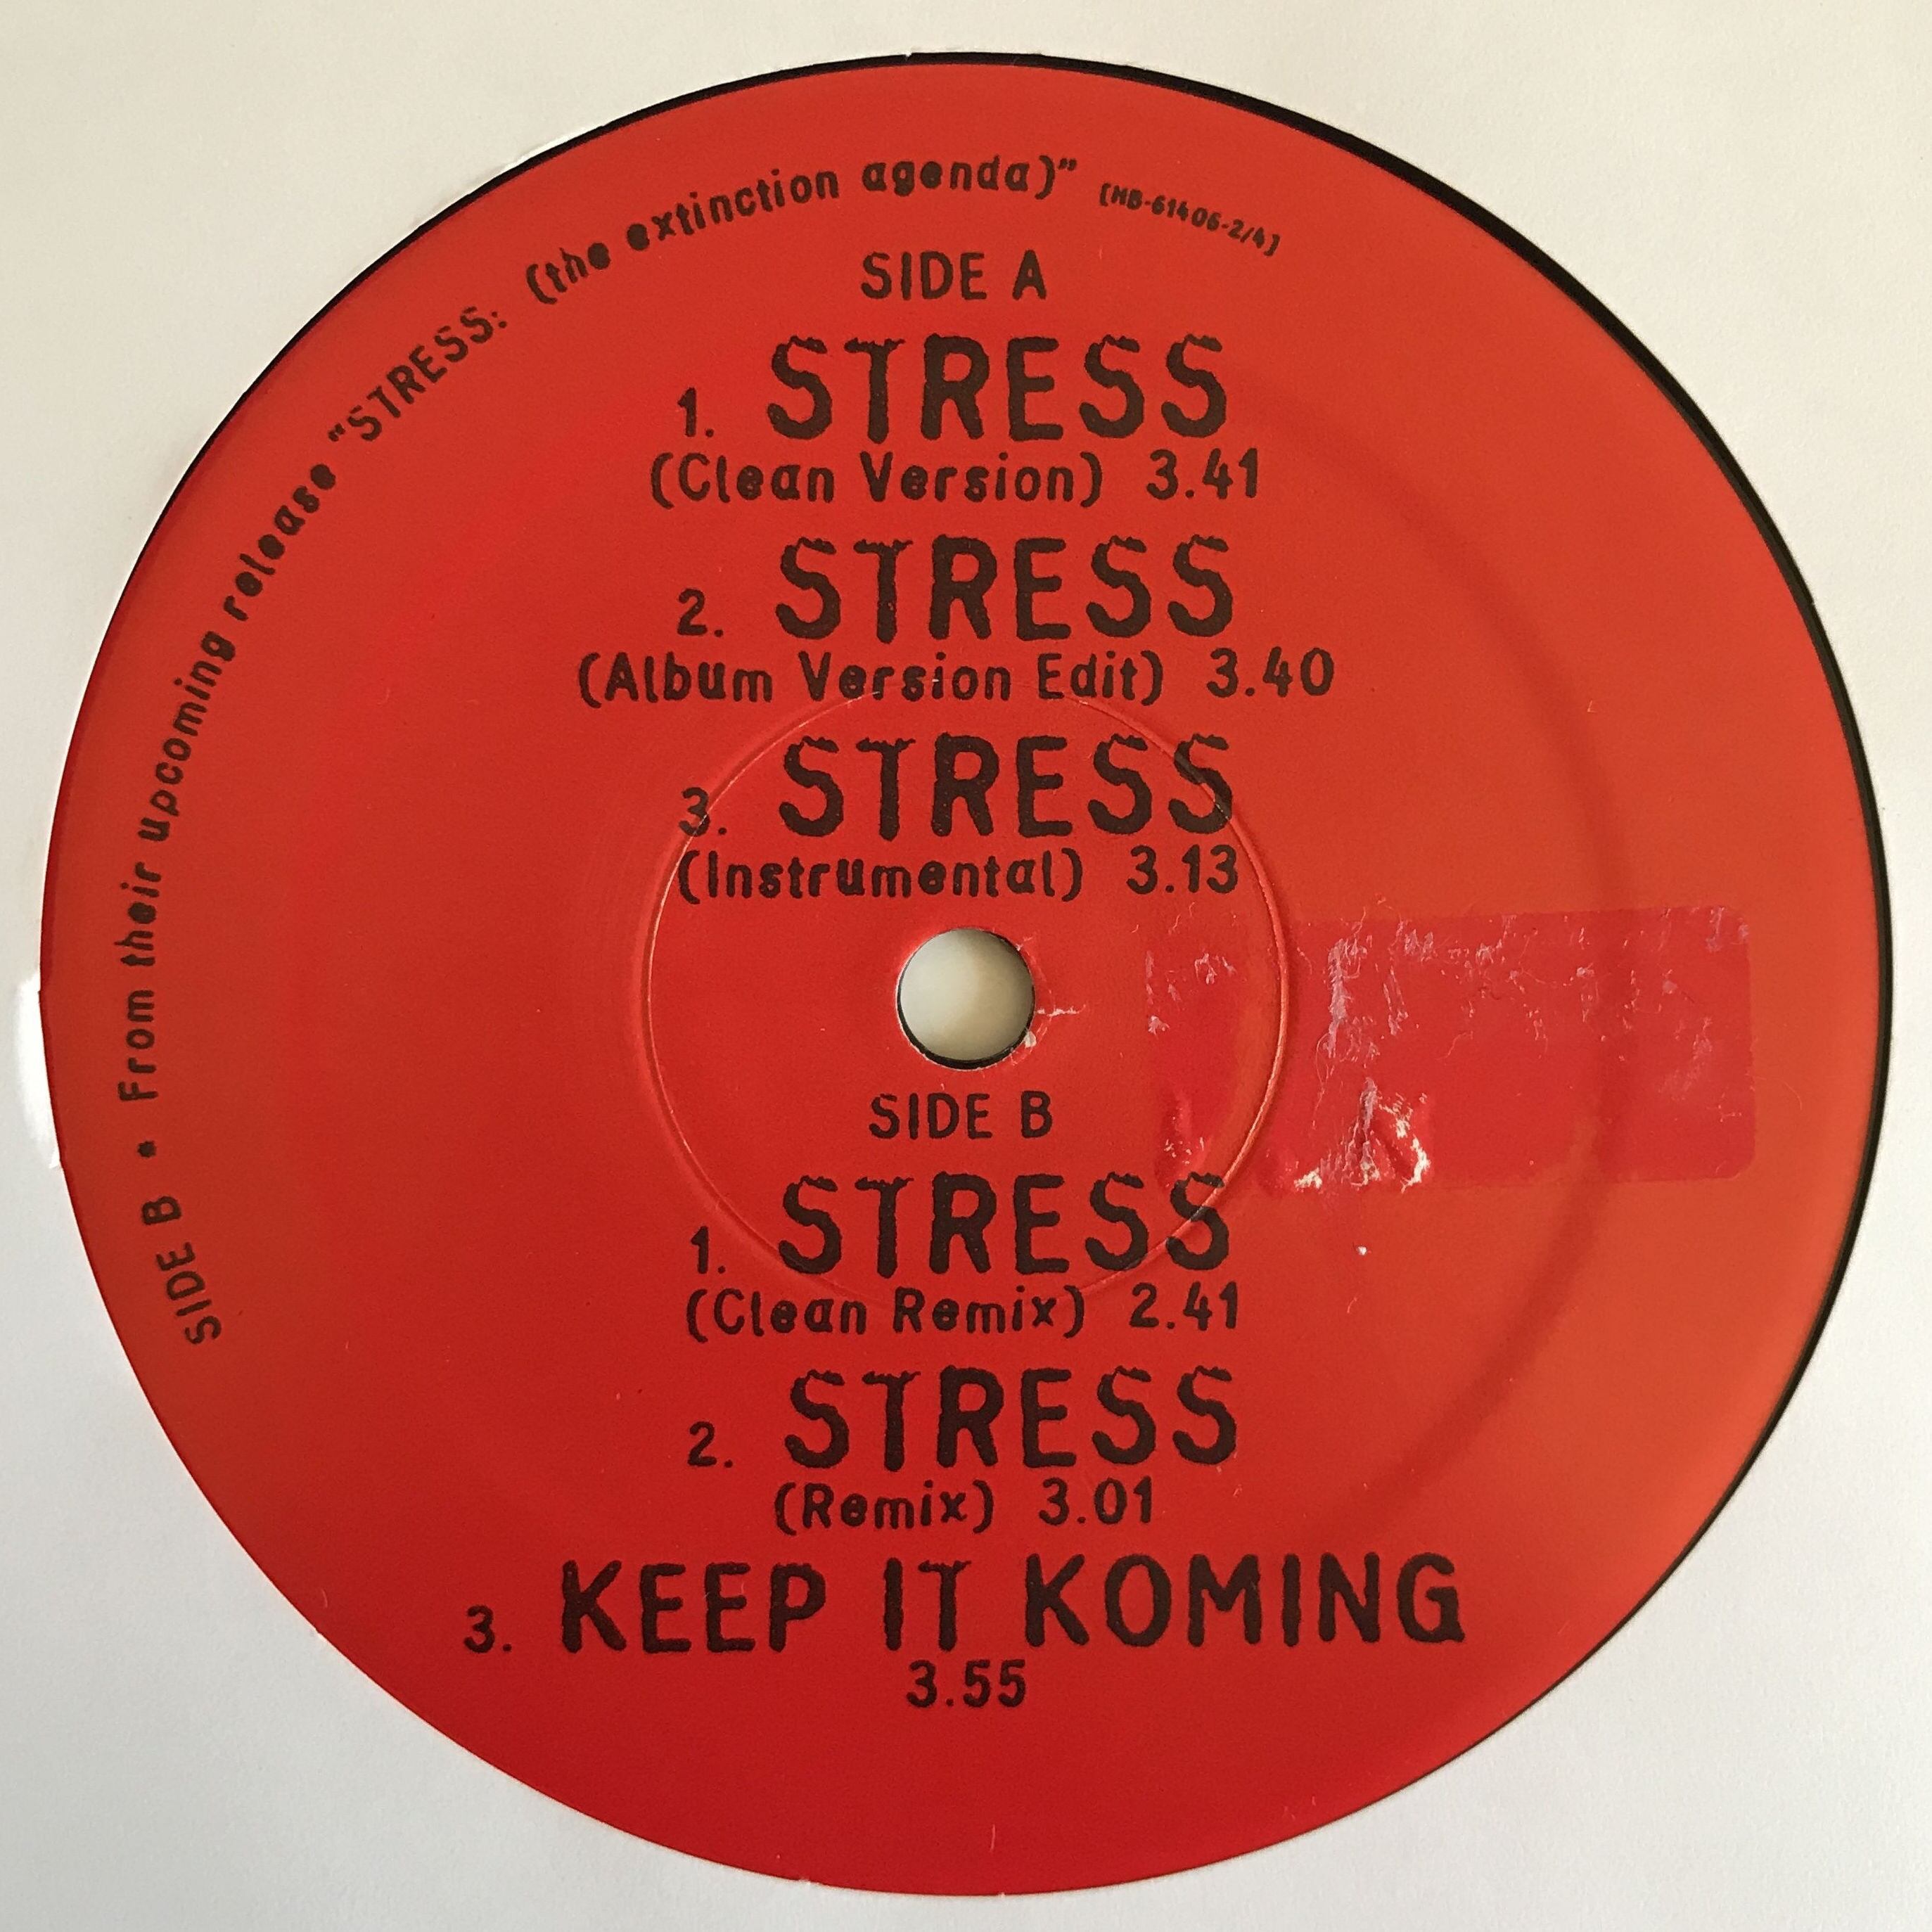 SIDE B • From their upcoming release "STRESS: (the extinction agenda)" [MB-61406-2/4]
SIDE A
1. STRESS
(Clean Version) 3.41
2. STRESS
(Album Version Edit) 3.40
3. STRESS
(Instrumental) 3.13
SIDE B
1. STRESS
(Clean Remix) 2.41
2. STRESS
(Remix) 3.01
3. KEEP IT KOMING
3.55